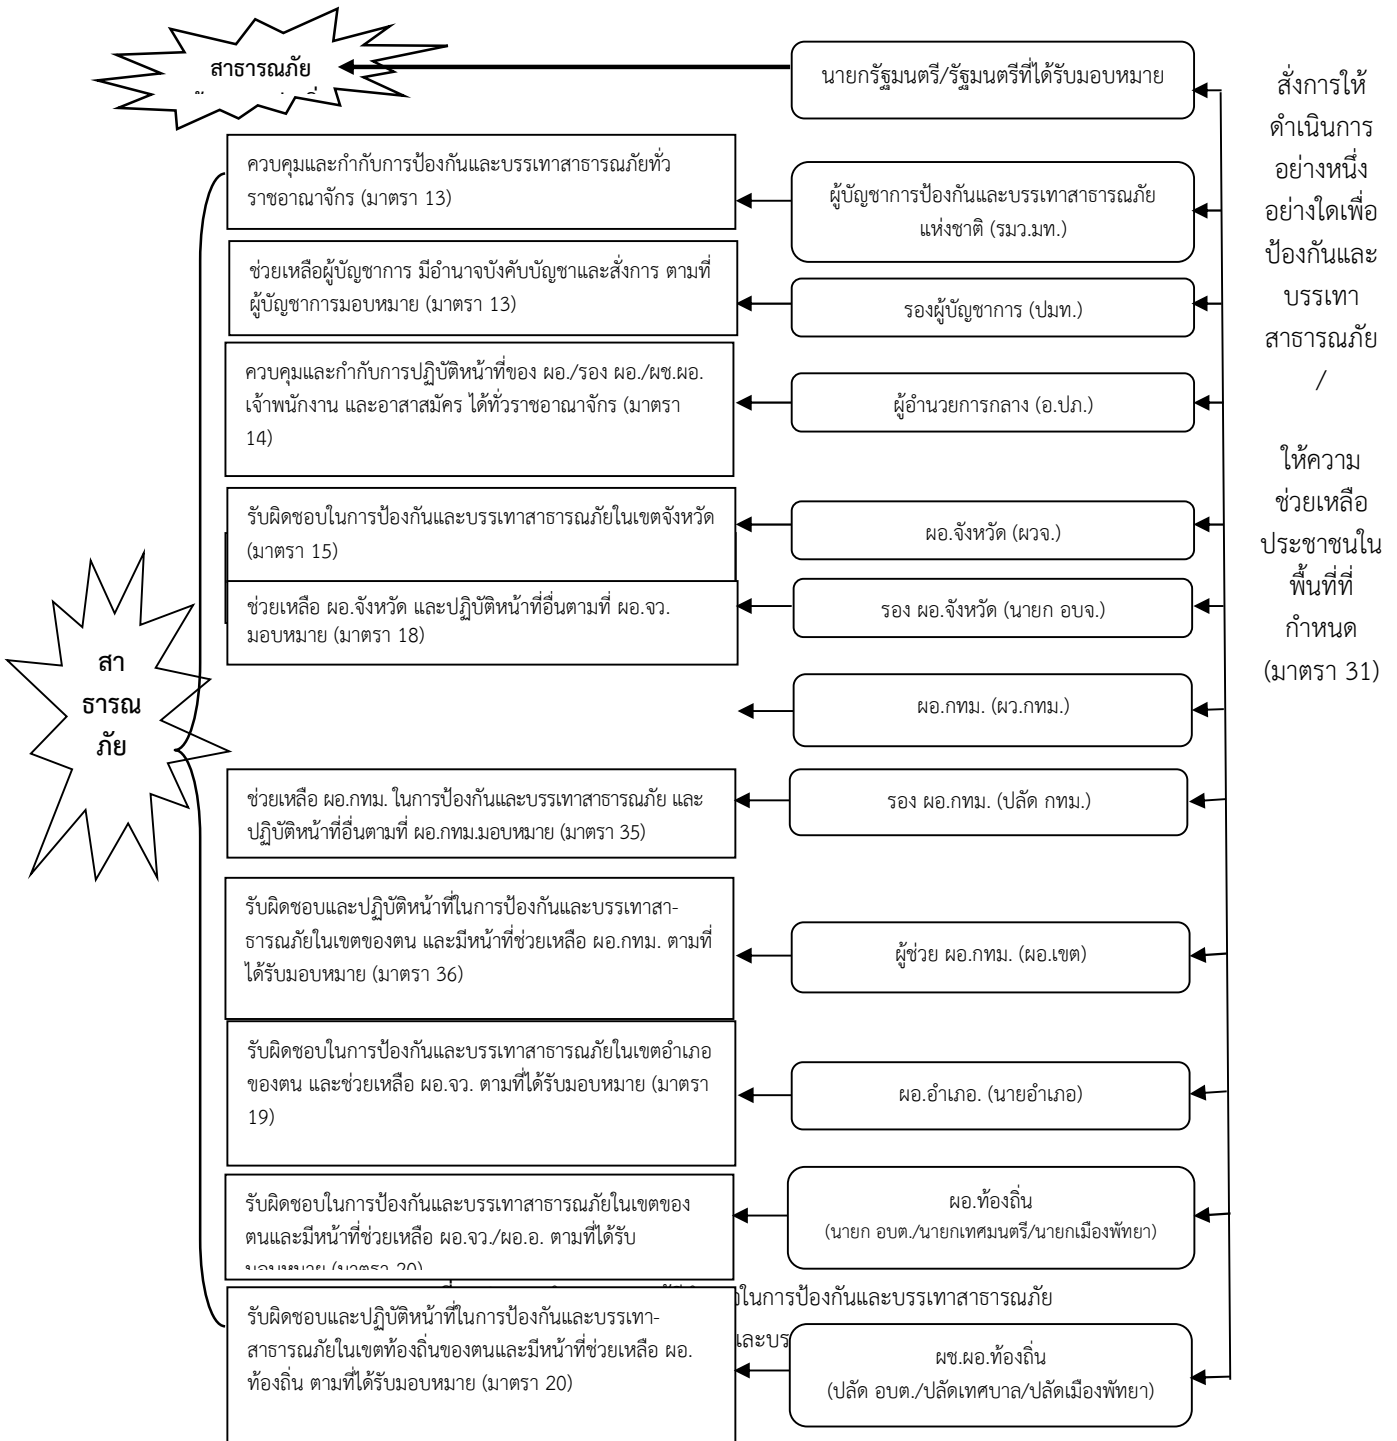 สาธารณภัย
นายกรัฐมนตรี/รัฐมนตรีที่ได้รับมอบหมาย
ควบคุมและกำกับการป้องกันและบรรเทาสาธารณภัยทั่ว
ราชอาณาจักร (มาตรา 13)
ผู้บัญชาการป้องกันและบรรเทาสาธารณภัย
แห่งชาติ (รมว.มท.)
ช่วยเหลือผู้บัญชาการ มีอำนาจบังคับบัญชาและสั่งการ ตามที่
ผู้บัญชาการมอบหมาย (มาตรา 13)
รองผู้บัญชาการ (ปมท.)
ควบคุมและกำกับการปฏิบัติหน้าที่ของ ผอ./รอง ผอ./ผช.ผอ.
เจ้าพนักงาน และอาสาสมัคร ได้ทั่วราชอาณาจักร (มาตรา
14)
ผู้อำนวยการกลาง (อ.ปภ.)
รับผิดชอบในการป้องกันและบรรเทาสาธารณภัยในเขตจังหวัด
(มาตรา 15)
ผอ.จังหวัด (ผวจ.)
ช่วยเหลือ ผอ.จังหวัด และปฏิบัติหน้าที่อื่นตามที่ ผอ.จว.
มอบหมาย (มาตรา 18)
รอง ผอ.จังหวัด (นายก อบจ.)
ผอ.กทม. (ผว.กทม.)
ช่วยเหลือ ผอ.กทม. ในการป้องกันและบรรเทาสาธารณภัย และ
ปฏิบัติหน้าที่อื่นตามที่ ผอ.กทม.มอบหมาย (มาตรา 35)
รอง ผอ.กทม. (ปลัด กทม.)
รับผิดชอบและปฏิบัติหน้าที่ในการป้องกันและบรรเทาสา-
ธารณภัยในเขตของตน และมีหน้าที่ช่วยเหลือ ผอ.กทม. ตามที่
ได้รับมอบหมาย (มาตรา 36)
ผู้ช่วย ผอ.กทม. (ผอ.เขต)
รับผิดชอบในการป้องกันและบรรเทาสาธารณภัยในเขตอำเภอ
ของตน และช่วยเหลือ ผอ.จว. ตามที่ได้รับมอบหมาย (มาตรา
19)
ผอ.อำเภอ. (นายอำเภอ)
รับผิดชอบในการป้องกันและบรรเทาสาธารณภัยในเขตของ
ตนและมีหน้าที่ช่วยเหลือ ผอ.จว./ผอ.อ. ตามที่ได้รับ
มอบหมาย (มาตรา 20)
ผอ.ท้องถิ่น
(นายก อบต./นายกเทศมนตรี/นายกเมืองพัทยา)
ในการป้องกันและบรรเทาสาธารณภัย
และบร
รับผิดชอบและปฏิบัติหน้าที่ในการป้องกันและบรรเทา-
สาธารณภัยในเขตท้องถิ่นของตนและมีหน้าที่ช่วยเหลือ ผอ.
ท้องถิ่น ตามที่ได้รับมอบหมาย (มาตรา 20)
ผช.ผอ.ท้องถิ่น
(ปลัด อบต./ปลัดเทศบาล/ปลัดเมืองพัทยา)
สา
ธารณ
ภัย
สั่งการให้
ดำเนินการ
อย่างหนึ่ง
อย่างใดเพื่อ
ป้องกันและ
บรรเทา
สาธารณภัย
/
ให้ความ
ช่วยเหลือ
ประชาชนใน
พื้นที่ที่
กำหนด
(มาตรา 31)